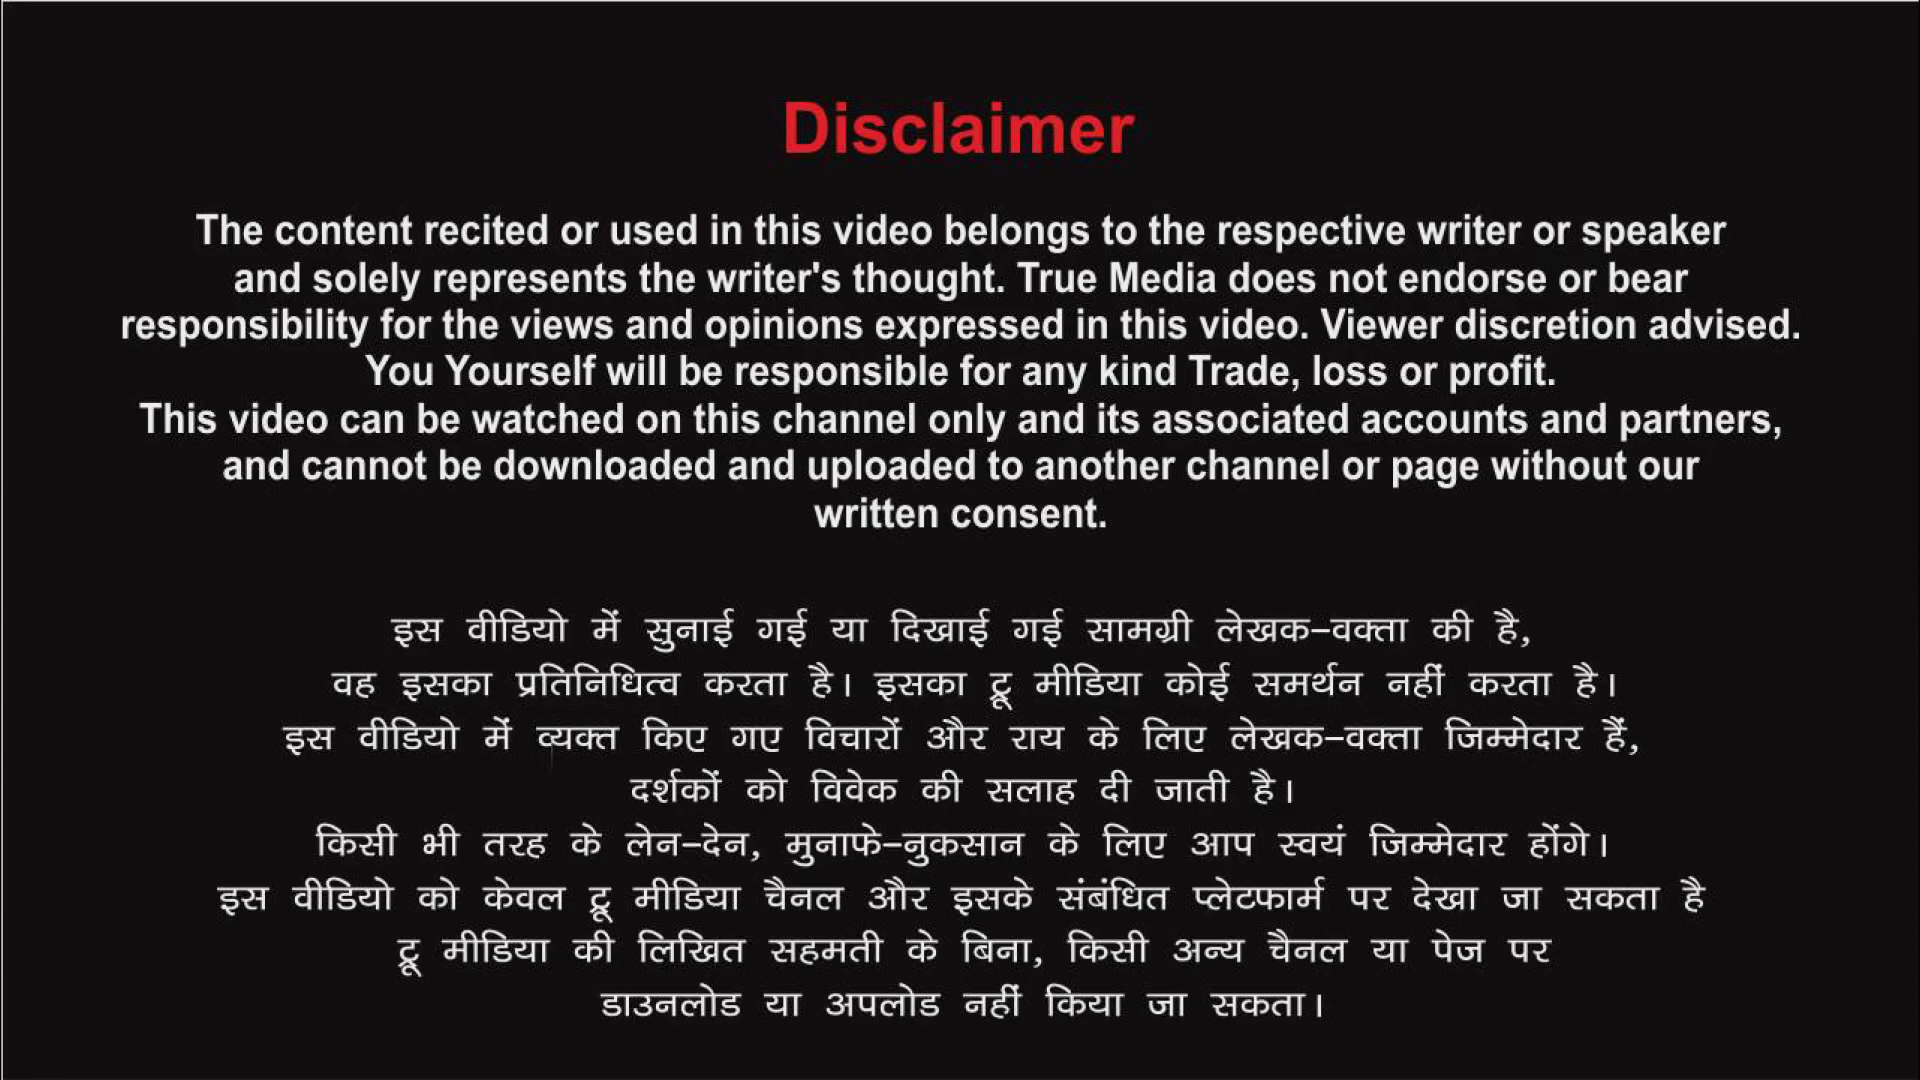 Disclaimer
The content recited or used in this video belongs to the respective writer or speaker
and solely represents the writer's thought. True Media does not endorse or bear
responsibility for the views and opinions expressed in this video. Viewer discretion advised.
You Yourself will be responsible for any kind Trade, loss or profit.
This video can be watched on this channel only and its associated accounts and partners,
and cannot be downloaded and uploaded to another channel or page without our
written consent.
इस वीडियो में सुनाई गई या दिखाई गई सामग्री लेखक–वक्ता की है,
वह इसका प्रतिनिधित्व करता है। इसका ट्रू मीडिया कोई समर्थन नहीं करता है।
इस वीडियो में व्यक्त किए गए विचारों और राय के लिए लेखक–वक्ता जिम्मेदार हैं,
दर्शकों को विवेक की सलाह दी जाती है।
किसी भी तरह के लेन–देन, मुनाफे–नुकसान के लिए आप स्वयं जिम्मेदार होंगे।
इस वीडियो को केवल ट्रू मीडिया चैनल और इसके संबंधित प्लेटफार्म पर देखा जा सकता है
ट्रू मीडिया की लिखित सहमती के बिना, किसी अन्य चैनल या पेज पर
डाउनलोड या अपलोड नहीं किया जा सकता।